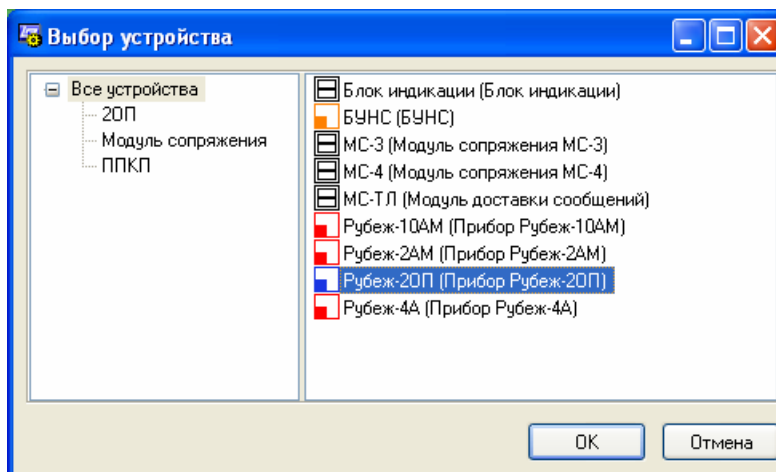 Выбор устройства
Все устройства
2ОП
Модуль сопряжения
ППКП
Блок индикации (Блок индикации)
БУНС (БУНС)
МС-3 (Модуль сопряжения МС-3)
МС-4 (Модуль сопряжения МС-4)
МС-ТЛ (Модуль доставки сообщений)
Рубеж-10АМ (Прибор Рубеж-10АМ)
Рубеж-2АМ (Прибор Рубеж-2АМ)
Рубеж-2ОП (Прибор Рубеж-2ОП)
Рубеж-4А (Прибор Рубеж-4А)
ОК
Отмена